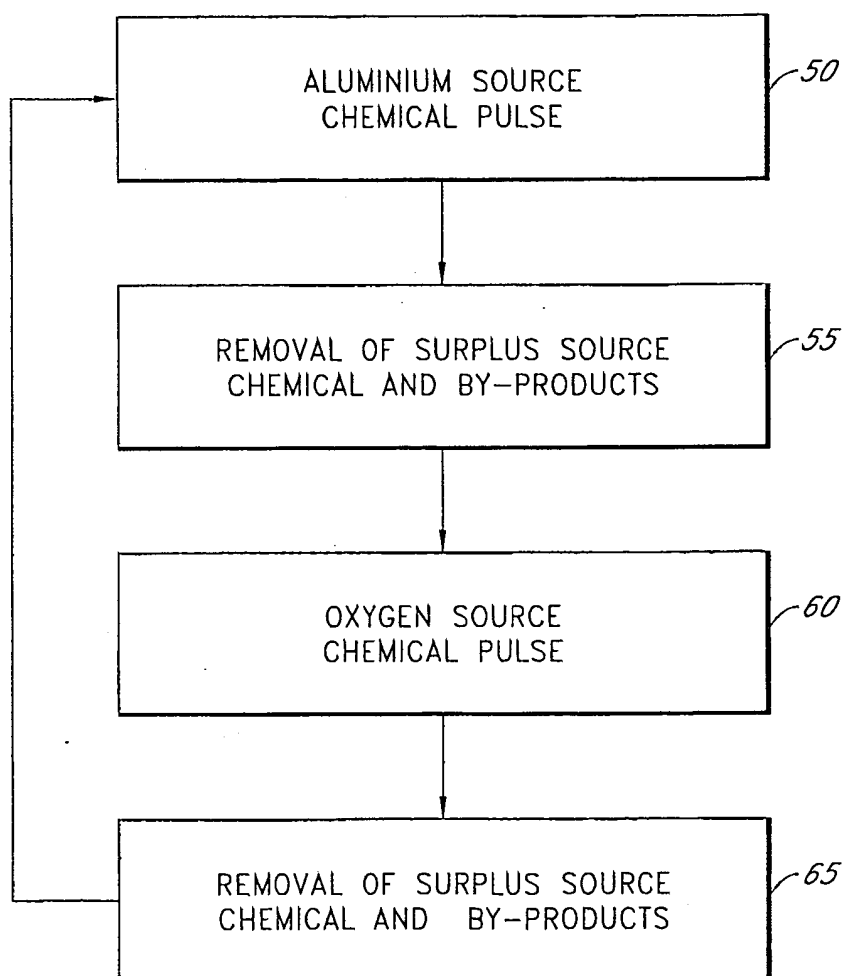 ALUMINIUM SOURCE
CHEMICAL PULSE
50
REMOVAL OF SURPLUS SOURCE
CHEMICAL AND BY-PRODUCTS
55
OXYGEN SOURCE
CHEMICAL PULSE
60
REMOVAL OF SURPLUS SOURCE
CHEMICAL AND BY-PRODUCTS
65